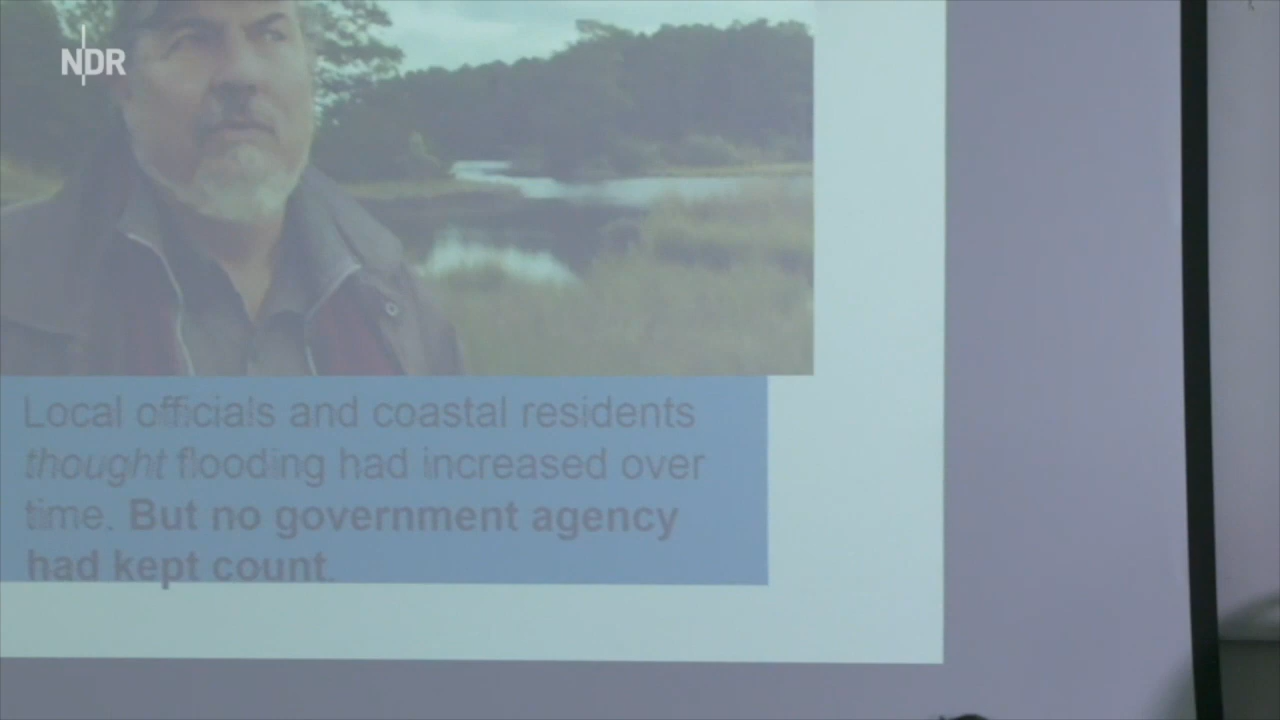 NDR
Local officials and coastal residents
thought flooding had increased over
time. But no government agency
had kept count.